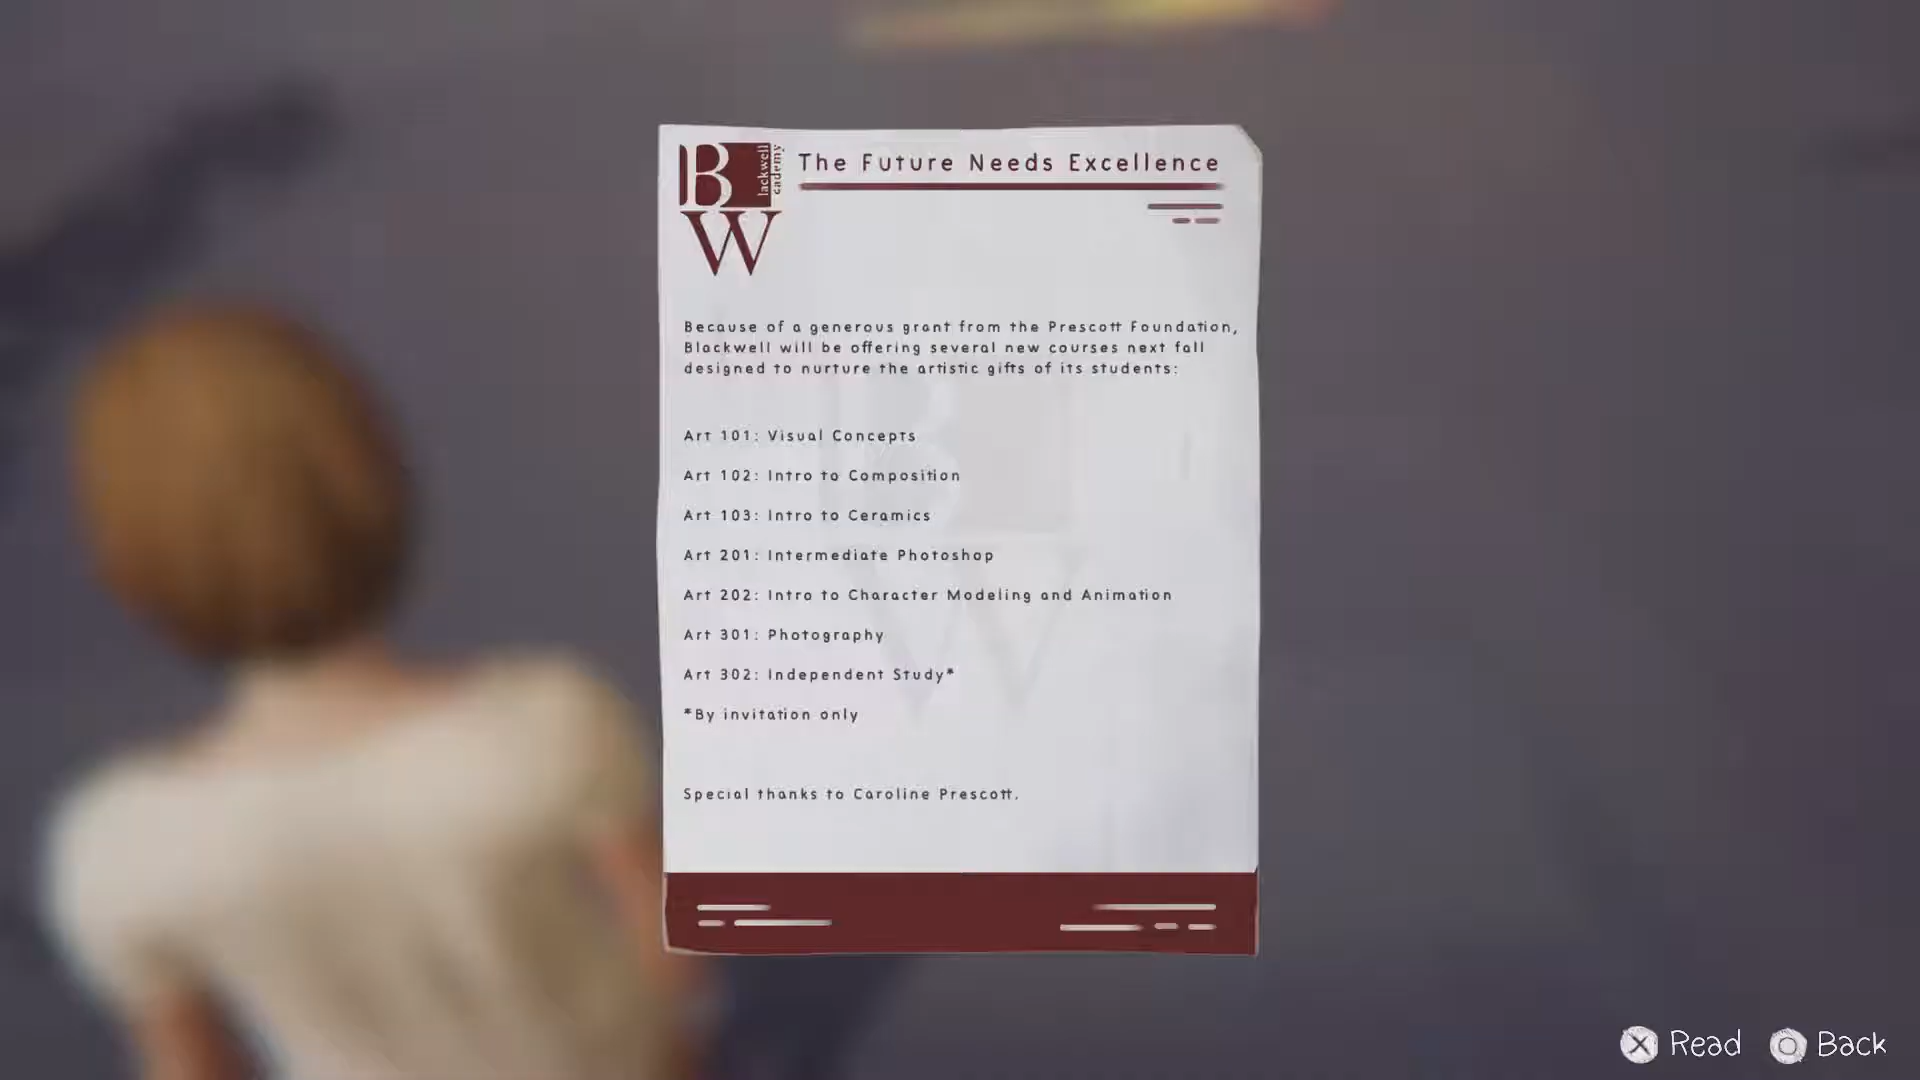 B lackwell cademy
W
The Future Needs Excellence
Because of a generous grant from the Prescott Foundation,
Blackwell will be offering several new courses next fall
designed to nurture the artistic gifts of its students:
Art 101: Visual Concepts
Art 102: Intro to Composition
Art 103: Intro to Ceramics
Art 201: Intermediate Photoshop
Art 202: Intro to Character Modeling and Animation
Art 301: Photography
Art 302: Independent Study*
*By invitation only
Special thanks to Caroline Prescott.
Read Back